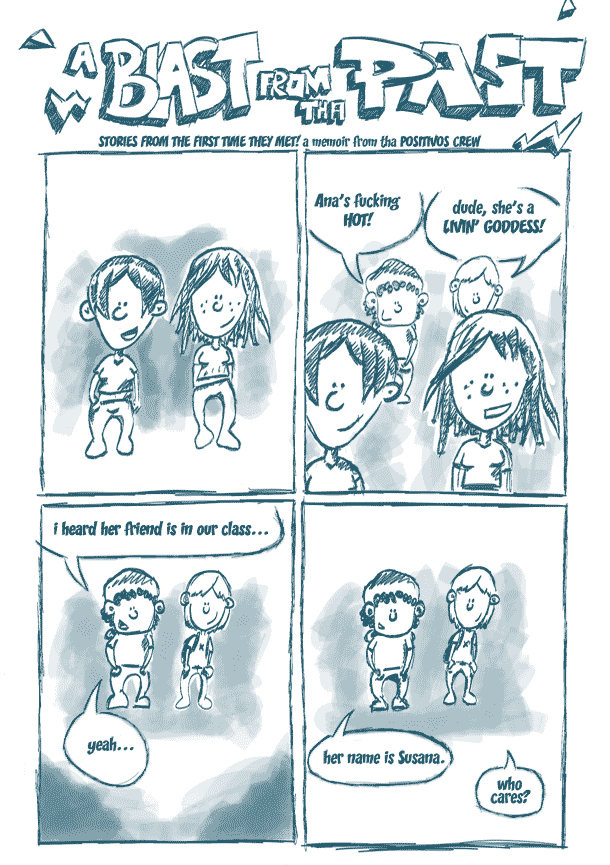 A BLAST FROM THA PAST
STORIES FROM THE FIRST TIME THEY MET! a memoir from tha POSITIVOS CREW
Ana's fucking
HOT!
dude, she's a
LIVIN' GODDESS!
i heard her friend is in our class...
yeah...
her name is Susana.
who
cares?